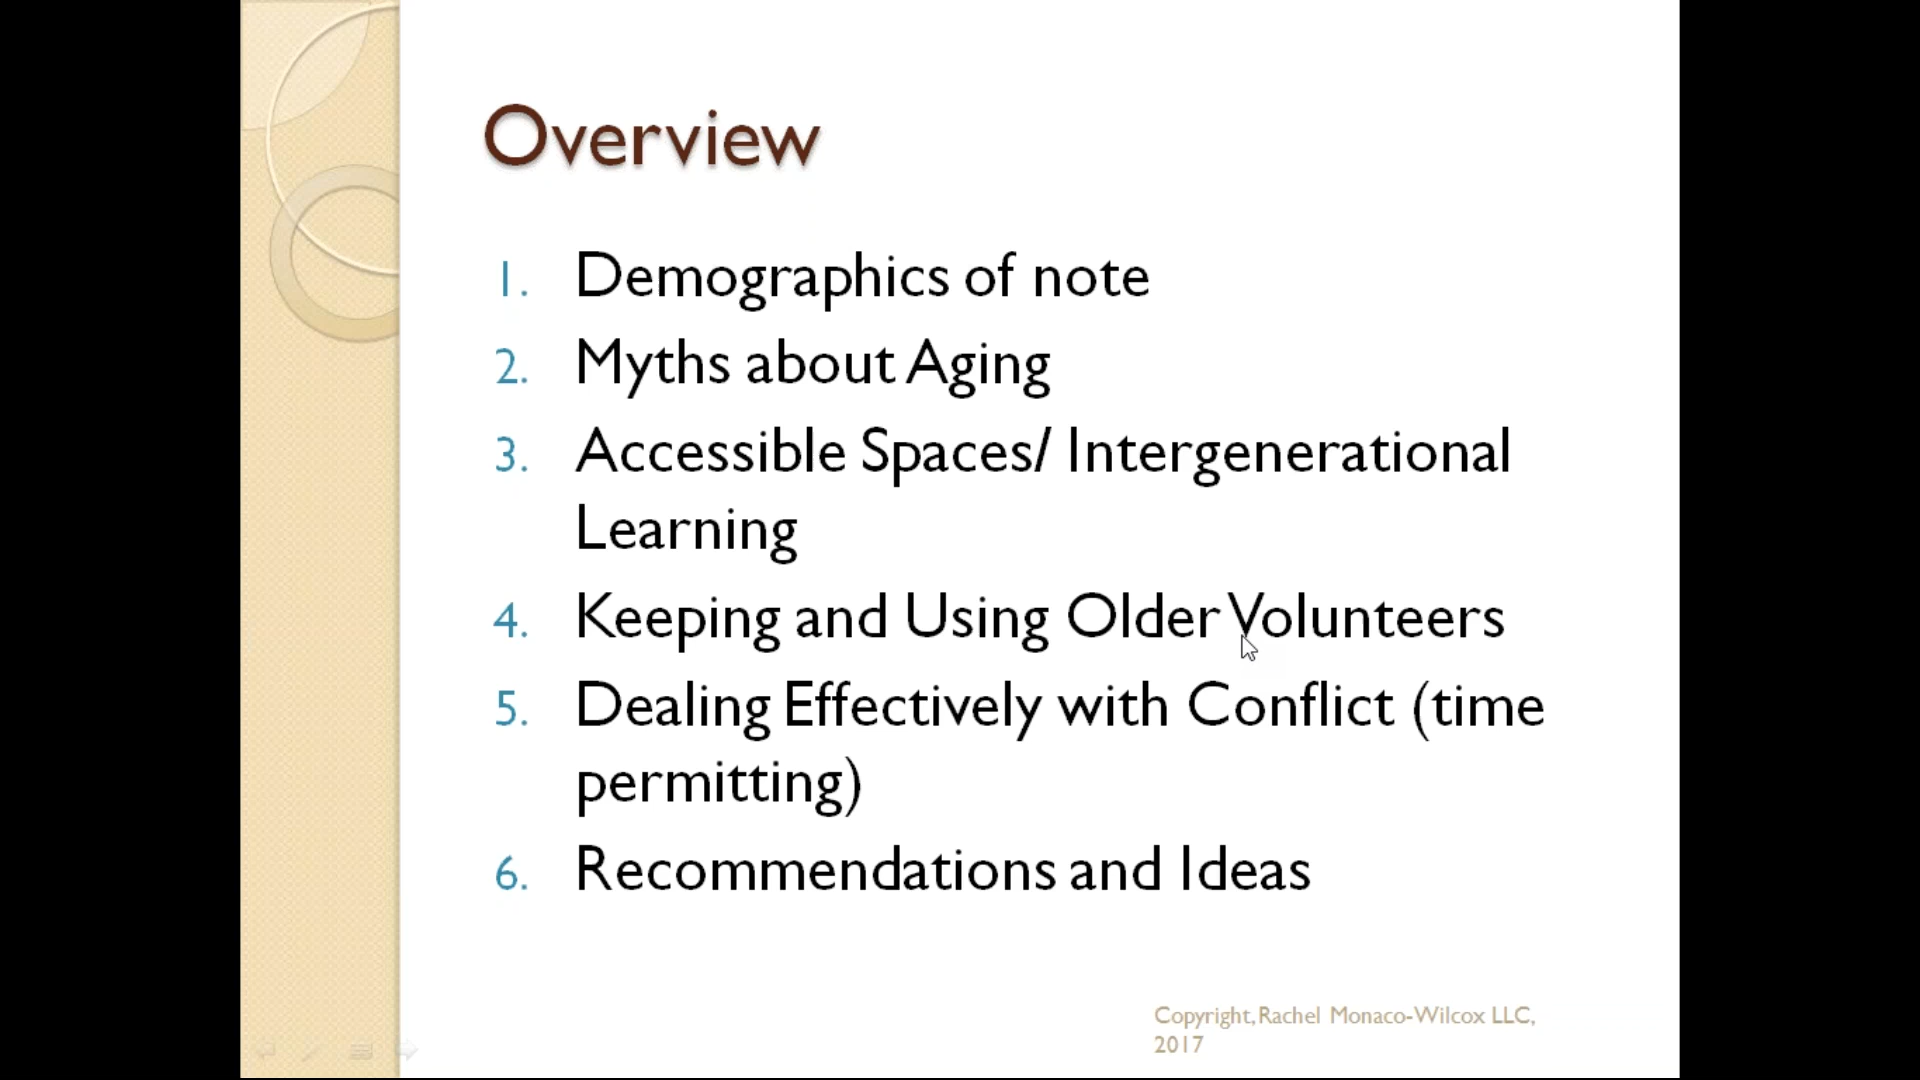 Overview
1. Demographics of note
2. Myths about Aging
3. Accessible Spaces/ Intergenerational
Learning
4. Keeping and Using Older Volunteers
5. Dealing Effectively with Conflict (time
permitting)
6. Recommendations and Ideas
Copyright, Rachel Monaco-Wilcox LLC,
2017